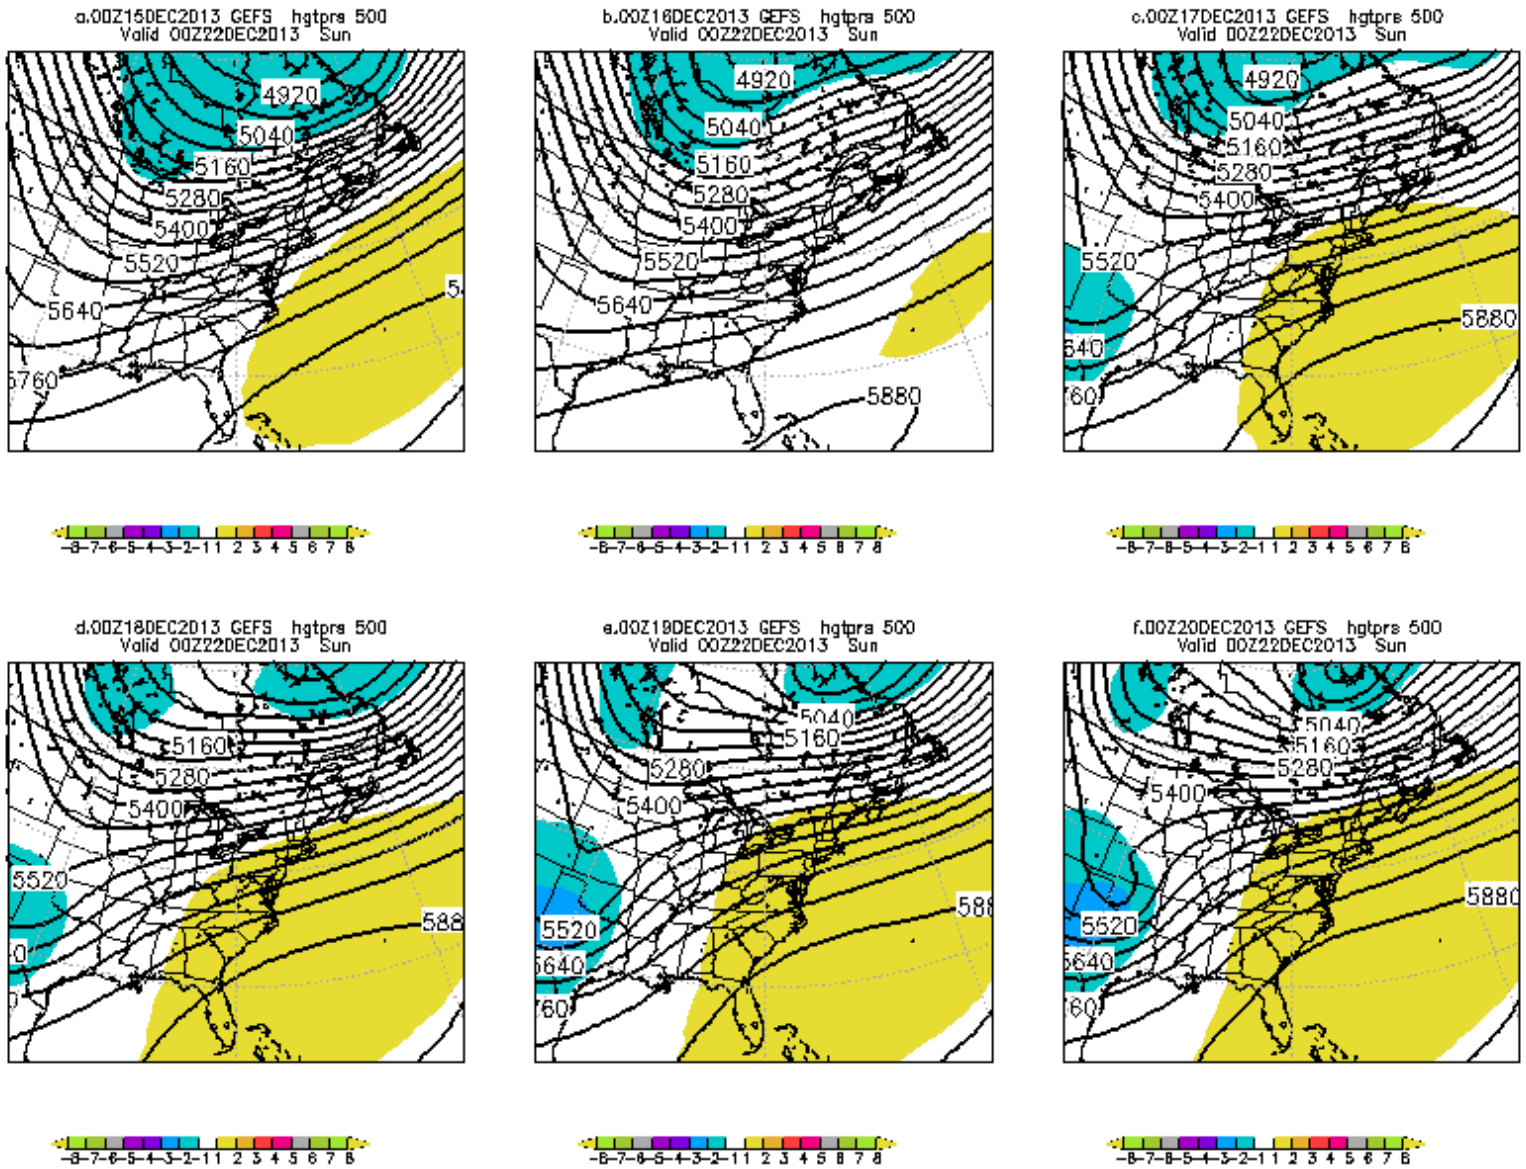 a.00Z15DEC2013 GEFS hgtprs 500
Valid 00Z22DEC2013 Sun
4920
5040
5160
5280
5400
5520
5640
5760
5
b.00Z16DEC2013 GEFS hgtprs 500
Valid 00Z22DEC2013 Sun
4920
5040
5160
5280
5400
5520
5640
5880
c.00Z17DEC2013 GEFS hgtprs 500
Valid 00Z22DEC2013 Sun
4920
5040
5160
5280
5400
5520
5880
640
60
-8 -7 -6 -5 -4 -3 -2 -1 1 2 3 4 5 6 7 8
-8 -7 -6 -5 -4 -3 -2 -1 1 2 3 4 5 6 7 8
-8 -7 -6 -5 -4 -3 -2 -1 1 2 3 4 5 6 7 8
d.00Z18DEC2013 GEFS hgtprs 500
Valid 00Z22DEC2013 Sun
5160
5280
5400
5520
588
0
e.00Z19DEC2013 GEFS hgtprs 500
Valid 00Z22DEC2013 Sun
5040
5160
5280
5400
588
5520
5640
60
f.00Z20DEC2013 GEFS hgtprs 500
Valid 00Z22DEC2013 Sun
5040
5160
5280
5400
5880
5520
5640
60
-8 -7 -6 -5 -4 -3 -2 -1 1 2 3 4 5 6 7 8
-8 -7 -6 -5 -4 -3 -2 -1 1 2 3 4 5 6 7 8
-8 -7 -6 -5 -4 -3 -2 -1 1 2 3 4 5 6 7 8